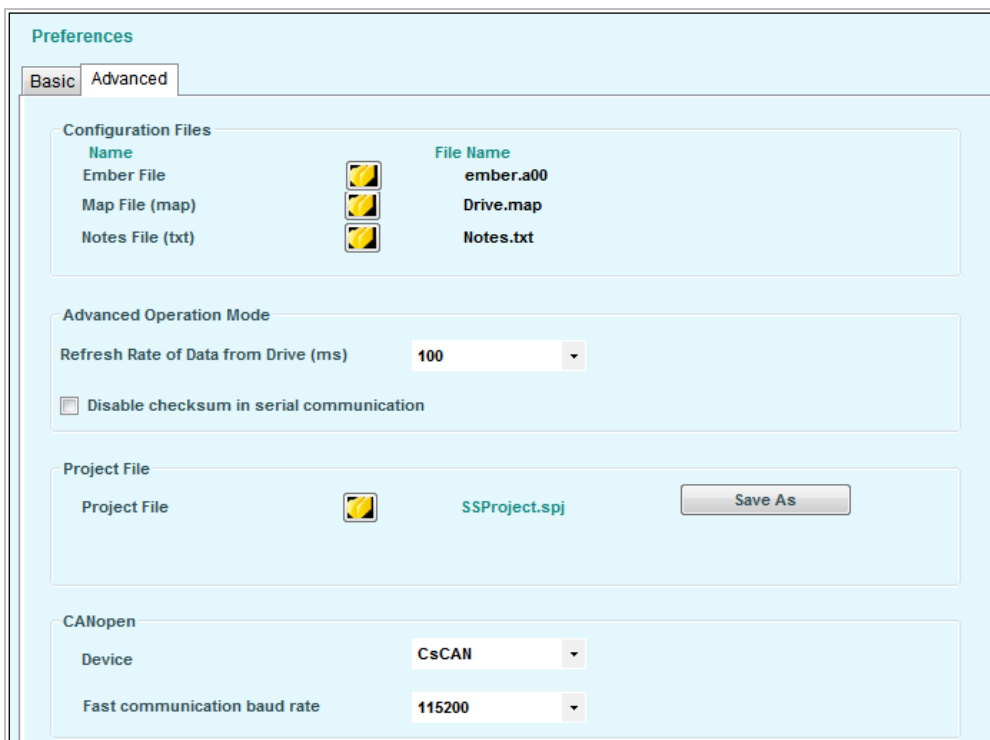 Preferences
Basic Advanced
Configuration Files
Name File Name
Ember File ember.a00
Map File (map) Drive.map
Notes File (txt) Notes.txt
Advanced Operation Mode
Refresh Rate of Data from Drive (ms) 100
Disable checksum in serial communication
Project File
Project File SSProject.spj Save As
CANopen
Device CsCAN
Fast communication baud rate 115200